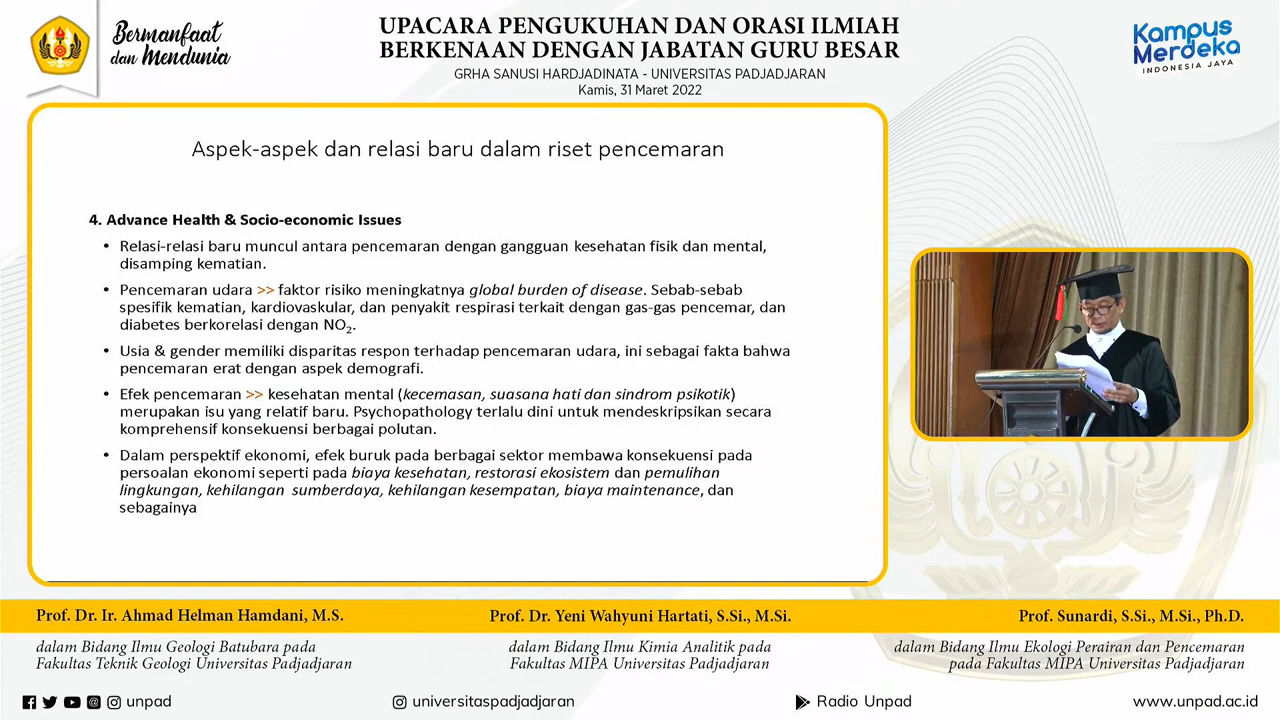 Bermanfaat
dan Mendunia
UPACARA PENGUKUHAN DAN ORASI ILMIAH
BERKENAAN DENGAN JABATAN GURU BESAR
GRHA SANUSI HARDJADINATA - UNIVERSITAS PADJADJARAN
Kamis, 31 Maret 2022
Kampus
Merdeka
INDONESIA JAYA
Aspek-aspek dan relasi baru dalam riset pencemaran
4. Advance Health & Socio-economic Issues
• Relasi-relasi baru muncul antara pencemaran dengan gangguan kesehatan fisik dan mental,
disamping kematian.
• Pencemaran udara >> faktor risiko meningkatnya global burden of disease. Sebab-sebab
spesifik kematian, kardiovaskular, dan penyakit respirasi terkait dengan gas-gas pencemar, dan
diabetes berkorelasi dengan NO₂.
• Usia & gender memiliki disparitas respon terhadap pencemaran udara, ini sebagai fakta bahwa
pencemaran erat dengan aspek demografi.
• Efek pencemaran >> kesehatan mental (kecemasan, suasana hati dan sindrom psikotik)
merupakan isu yang relatif baru. Psychopathology terlalu dini untuk mendeskripsikan secara
komprehensif konsekuensi berbagai polutan.
• Dalam perspektif ekonomi, efek buruk pada berbagai sektor membawa konsekuensi pada
persoalan ekonomi seperti pada biaya kesehatan, restorasi ekosistem dan pemulihan
lingkungan, kehilangan sumberdaya, kehilangan kesempatan, biaya maintenance, dan
sebagainya
Prof. Dr. Ir. Ahmad Helman Hamdani, M.S.
dalam Bidang Ilmu Geologi Batubara pada
Fakultas Teknik Geologi Universitas Padjadjaran
Prof. Dr. Yeni Wahyuni Hartati, S.Si., M.Si.
dalam Bidang Ilmu Kimia Analitik pada
Fakultas MIPA Universitas Padjadjaran
Prof. Sunardi, S.Si., M.Si., Ph.D.
dalam Bidang Ilmu Ekologi Perairan dan Pencemaran
pada Fakultas MIPA Universitas Padjadjaran
unpad
universitaspadjadjaran
Radio Unpad
www.unpad.ac.id